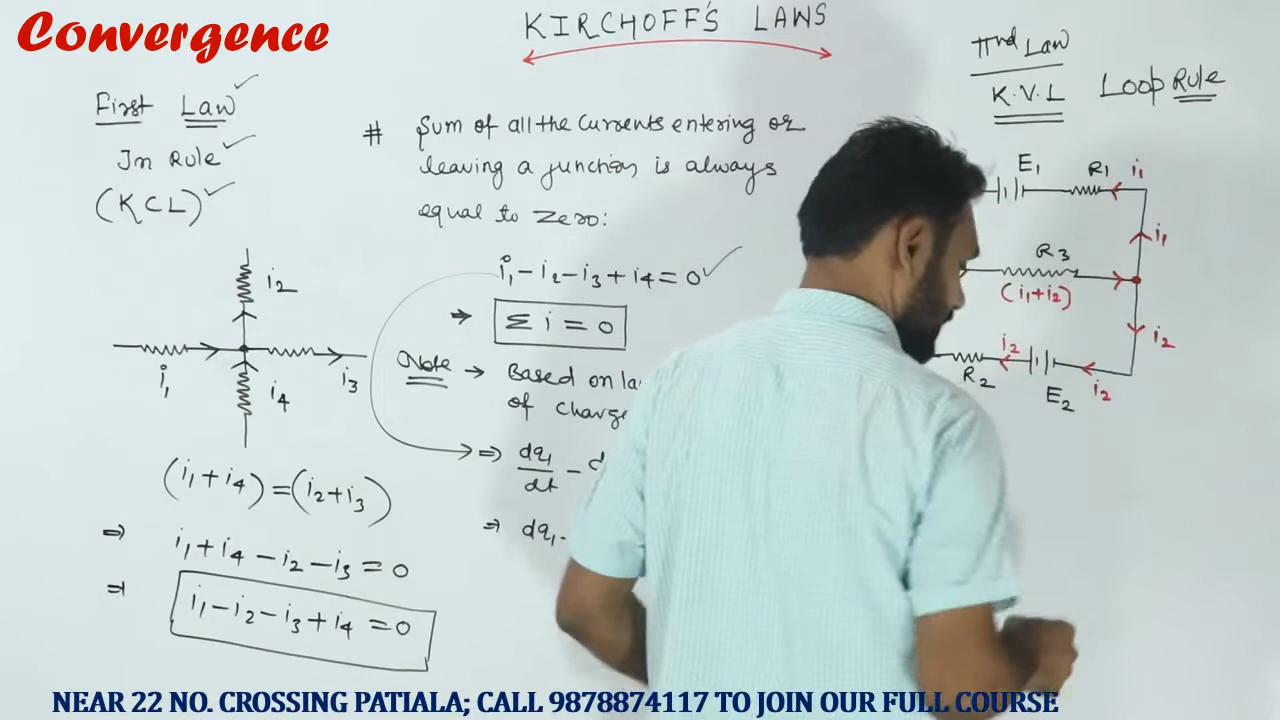 Convergence
KIRCHOFF'S LAWS
First Law
Jn Rule
(KCL)
# Sum of all the currents entering or
leaving a junction is always
equal to zero:
i₁ - i₂ - i₃ + i₄ = 0
⇒ Σ i = 0
Note → Based on
of charge
⇒ dq₁/dt -
⇒ dq₁ -
i₂
i₁
i₃
i₄
(i₁ + i₄) = (i₂ + i₃)
⇒ i₁ + i₄ - i₂ - i₃ = 0
⇒ i₁ - i₂ - i₃ + i₄ = 0
IInd Law
K.V.L Loop Rule
E₁ R₁ i₁
i₁
R₃
(i₁+i₂)
i₂
i₂
R₂ E₂ i₂
NEAR 22 NO. CROSSING PATIALA; CALL 9878874117 TO JOIN OUR FULL COURSE